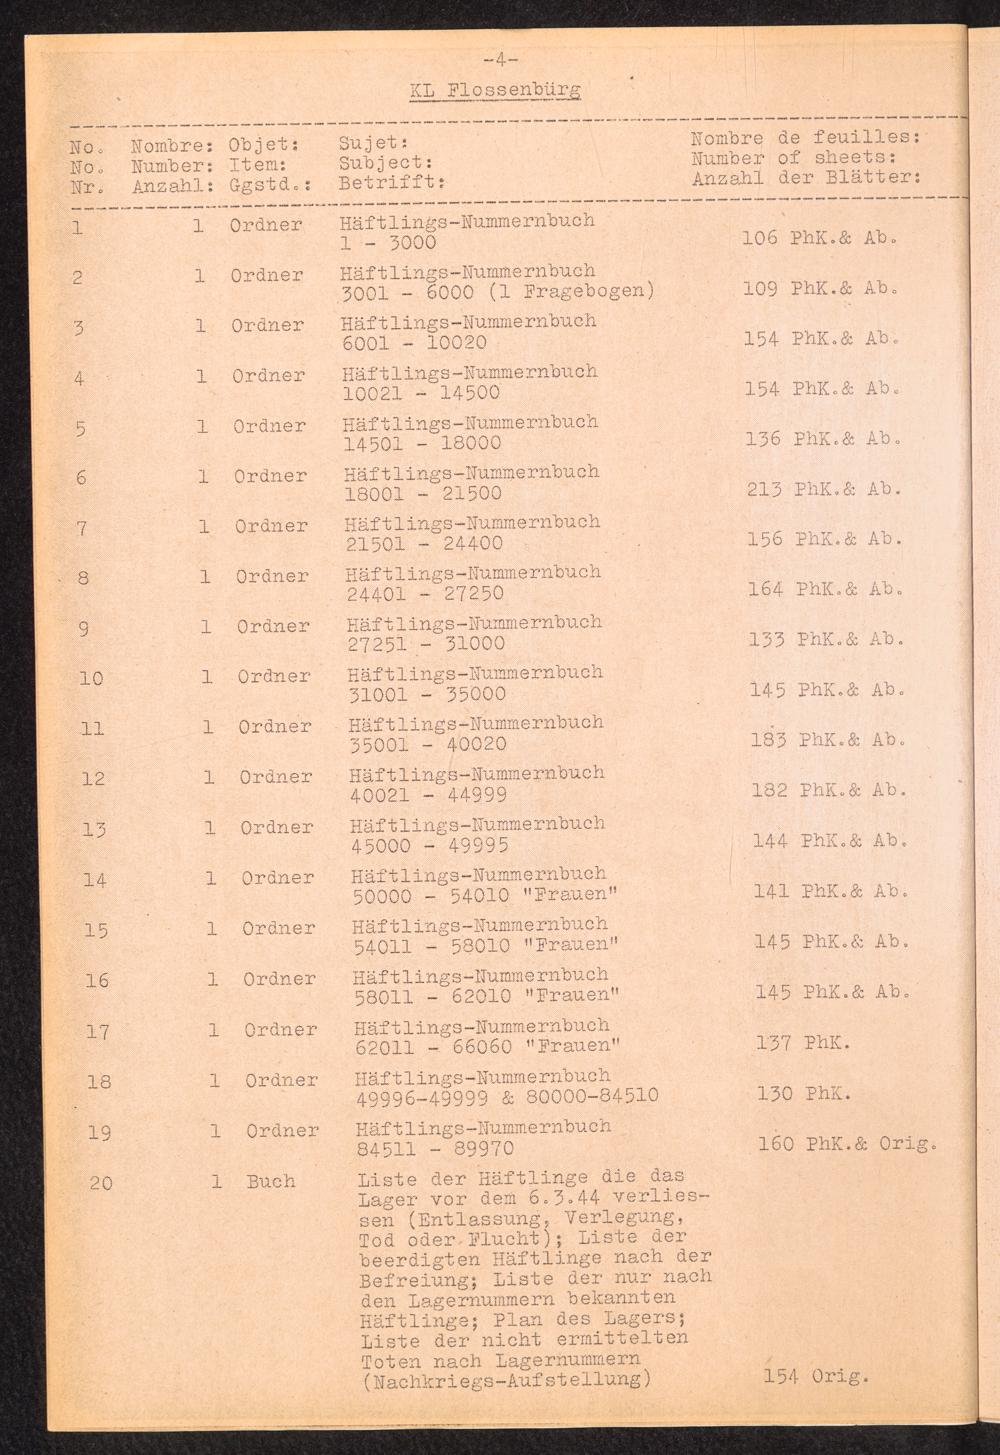 -4-
KL Flossenbürg
No. Nombre: Objet: Sujet: Nombre de feuilles:
No. Number: Item: Subject: Number of sheets:
Nr. Anzahl: Ggstd.: Betrifft: Anzahl der Blätter:
1 1 Ordner Häftlings-Nummernbuch
1 - 3000 106 PhK.& Ab.
2 1 Ordner Häftlings-Nummernbuch
3001 - 6000 (1 Fragebogen) 109 PhK.& Ab.
3 1 Ordner Häftlings-Nummernbuch
6001 - 10020 154 PhK.& Ab.
4 1 Ordner Häftlings-Nummernbuch
10021 - 14500 154 PhK.& Ab.
5 1 Ordner Häftlings-Nummernbuch
14501 - 18000 136 PhK.& Ab.
6 1 Ordner Häftlings-Nummernbuch
18001 - 21500 213 PhK.& Ab.
7 1 Ordner Häftlings-Nummernbuch
21501 - 24400 156 PhK.& Ab.
8 1 Ordner Häftlings-Nummernbuch
24401 - 27250 164 PhK.& Ab.
9 1 Ordner Häftlings-Nummernbuch
27251 - 31000 133 PhK.& Ab.
10 1 Ordner Häftlings-Nummernbuch
31001 - 35000 145 PhK.& Ab.
11 1 Ordner Häftlings-Nummernbuch
35001 - 40020 183 PhK.& Ab.
12 1 Ordner Häftlings-Nummernbuch
40021 - 44999 182 PhK.& Ab.
13 1 Ordner Häftlings-Nummernbuch
45000 - 49995 144 PhK.& Ab.
14 1 Ordner Häftlings-Nummernbuch
50000 - 54010 "Frauen" 141 PhK.& Ab.
15 1 Ordner Häftlings-Nummernbuch
54011 - 58010 "Frauen" 145 PhK.& Ab.
16 1 Ordner Häftlings-Nummernbuch
58011 - 62010 "Frauen" 145 PhK.& Ab.
17 1 Ordner Häftlings-Nummernbuch
62011 - 66060 "Frauen" 137 PhK.
18 1 Ordner Häftlings-Nummernbuch
49996-49999 & 80000-84510 130 PhK.
19 1 Ordner Häftlings-Nummernbuch
84511 - 89970 160 PhK.& Orig.
20 1 Buch Liste der Häftlinge die das
Lager vor dem 6.3.44 verlies-
sen (Entlassung, Verlegung,
Tod oder Flucht); Liste der
beerdigten Häftlinge nach der
Befreiung; Liste der nur nach
den Lagernummern bekannten
Häftlinge; Plan des Lagers;
Liste der nicht ermittelten
Toten nach Lagernummern
(Nachkriegs-Aufstellung) 154 Orig.